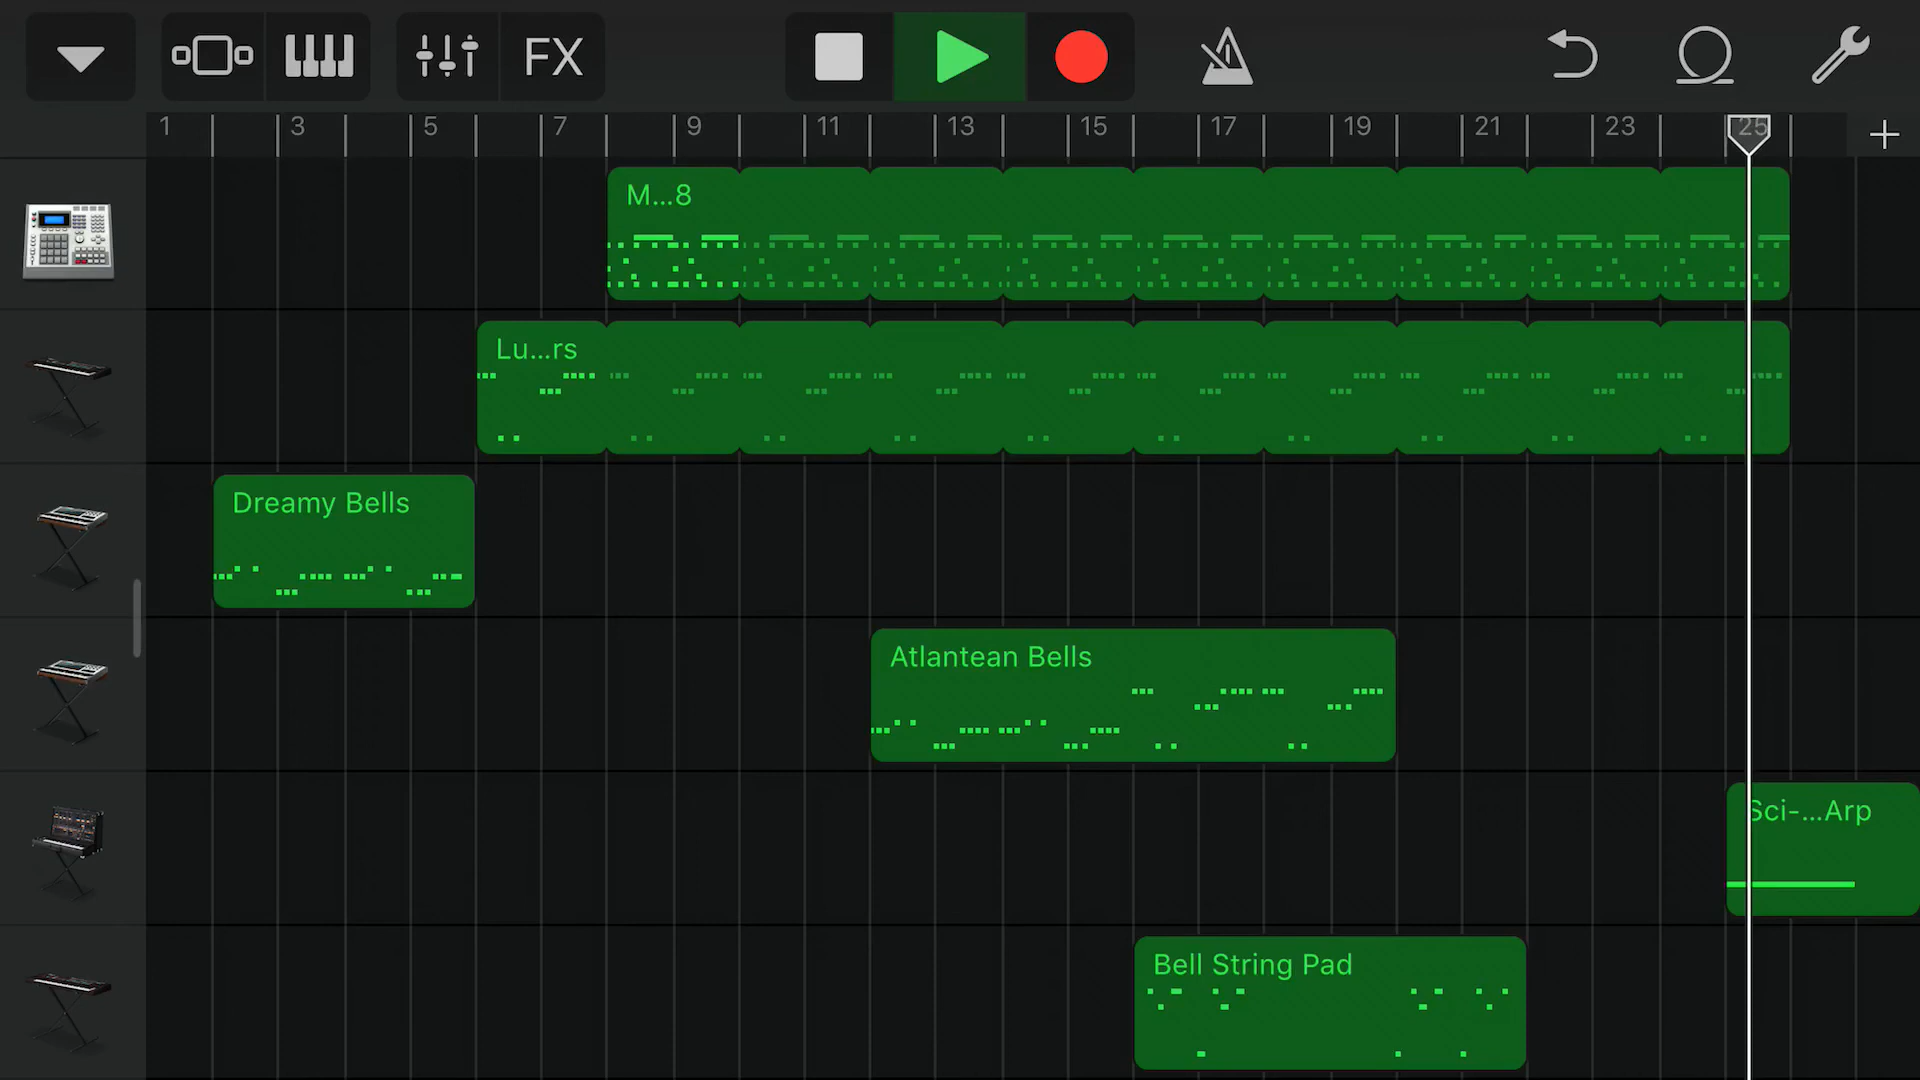 FX
1 3 5 7 9 11 13 15 17 19 21 23 25
M...8
Lu...rs
Dreamy Bells
Atlantean Bells
Sci-...Arp
Bell String Pad